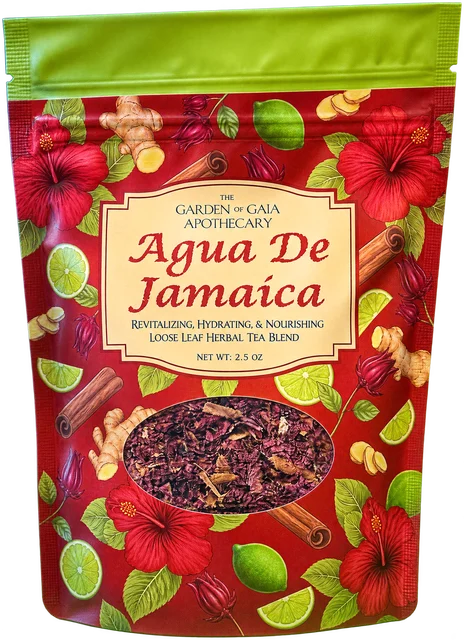 THE
GARDEN OF GAIA
APOTHECARY
Agua De
Jamaica
REVITALIZING, HYDRATING, & NOURISHING
LOOSE LEAF HERBAL TEA BLEND
NET WT: 2.5 OZ